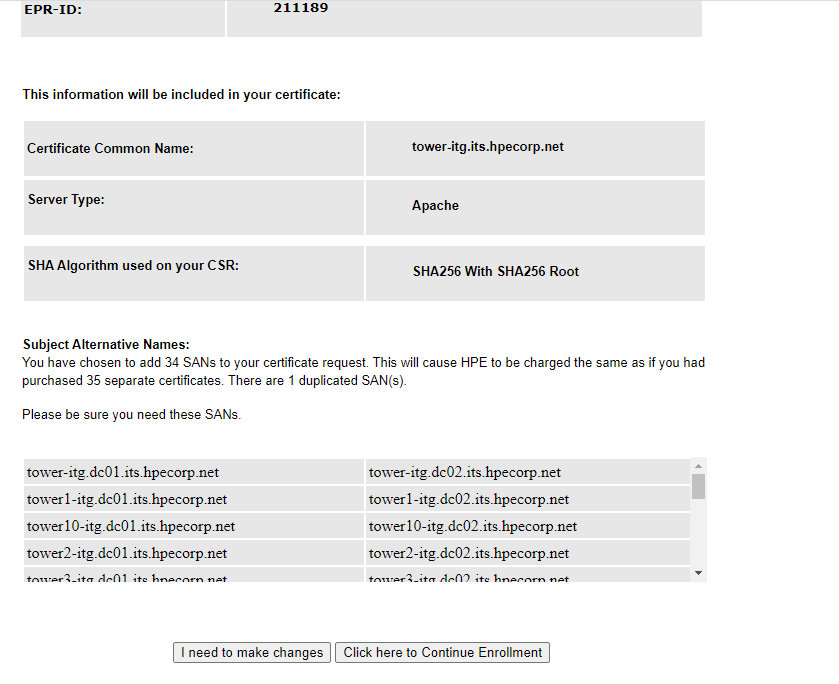 EPR-ID: 211189
This information will be included in your certificate:
Certificate Common Name: tower-itg.its.hpecorp.net
Server Type: Apache
SHA Algorithm used on your CSR: SHA256 With SHA256 Root
Subject Alternative Names:
You have chosen to add 34 SANs to your certificate request. This will cause HPE to be charged the same as if you had
purchased 35 separate certificates. There are 1 duplicated SAN(s).
Please be sure you need these SANs.
tower-itg.dc01.its.hpecorp.net tower-itg.dc02.its.hpecorp.net
tower1-itg.dc01.its.hpecorp.net tower1-itg.dc02.its.hpecorp.net
tower10-itg.dc01.its.hpecorp.net tower10-itg.dc02.its.hpecorp.net
tower2-itg.dc01.its.hpecorp.net tower2-itg.dc02.its.hpecorp.net
tower3-itg.dc01.its.hpecorp.net tower3-itg.dc02.its.hpecorp.net
I need to make changes Click here to Continue Enrollment